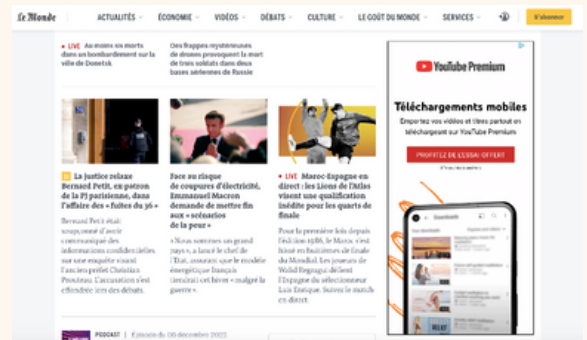 Le Monde
ACTUALITÉS
ÉCONOMIE
VIDÉOS
DÉBATS
CULTURE
LE GOÛT DU MONDE
SERVICES
S'abonner
• LIVE Au moins six morts
dans un bombardement sur la
ville de Donetsk
Des frappes mystérieuses
de drones provoquent la mort
de trois soldats dans deux
bases aériennes de Russie
La justice relaxe
Bernard Petit, ex-patron
de la PJ parisienne, dans
l'affaire des « fuites du 36 »
Bernard Petit était
soupçonné d'avoir
communiqué des
informations confidentielles
sur une enquête visant
l'ancien préfet Christian
Prouteau. L'accusation s'est
effondrée lors des débats.
Face au risque
de coupures d'électricité,
Emmanuel Macron
demande de mettre fin
aux « scénarios
de la peur »
« Nous sommes un grand
pays », a lancé le chef de
l'Etat, assurant que le modèle
énergétique français
tiendrait cet hiver « malgré la
guerre ».
• LIVE Maroc-Espagne en
direct : les Lions de l'Atlas
visent une qualification
inédite pour les quarts de
finale
Pour la première fois depuis
l'édition 1986, le Maroc s'est
hissé en huitièmes de finale
du Mondial. Les joueurs de
Walid Regragui défient
l'Espagne du sélectionneur
Luis Enrique. Suivez le match
en direct.
PODCAST | Épisode du 06 décembre 2022
YouTube Premium
Téléchargements mobiles
Emportez vos vidéos et titres partout en
téléchargeant sur YouTube Premium
PROFITEZ DE L'ESSAI OFFERT
Downloads